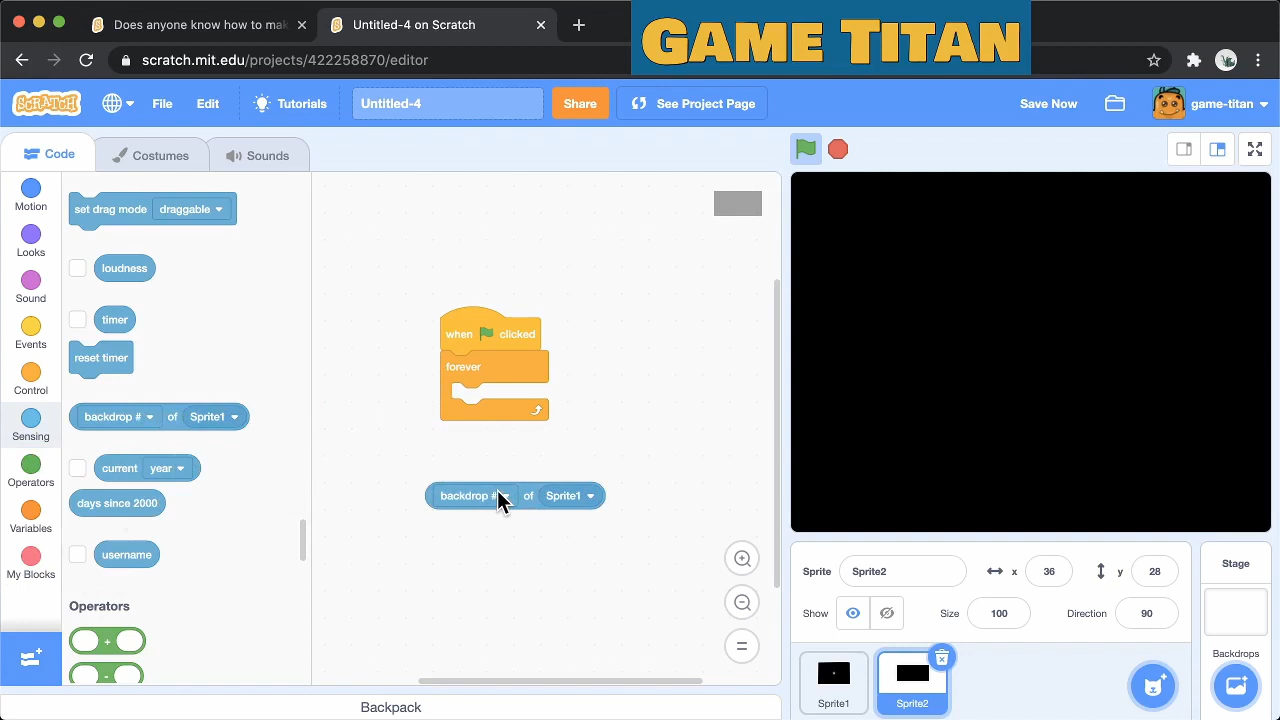 Does anyone know how to mak
Untitled-4 on Scratch
GAME TITAN
scratch.mit.edu/projects/422258870/editor
SCRATCH
File
Edit
Tutorials
Untitled-4
Share
See Project Page
Save Now
game-titan
Code
Costumes
Sounds
Motion
Looks
Sound
Events
Control
Sensing
Operators
Variables
My Blocks
set drag mode draggable
loudness
timer
reset timer
backdrop # of Sprite1
current year
days since 2000
username
Operators
+
-
when clicked
forever
backdrop # of Sprite1
Sprite Sprite2 x 36 y 28
Show Size 100 Direction 90
Sprite1
Sprite2
Stage
Backdrops
Backpack